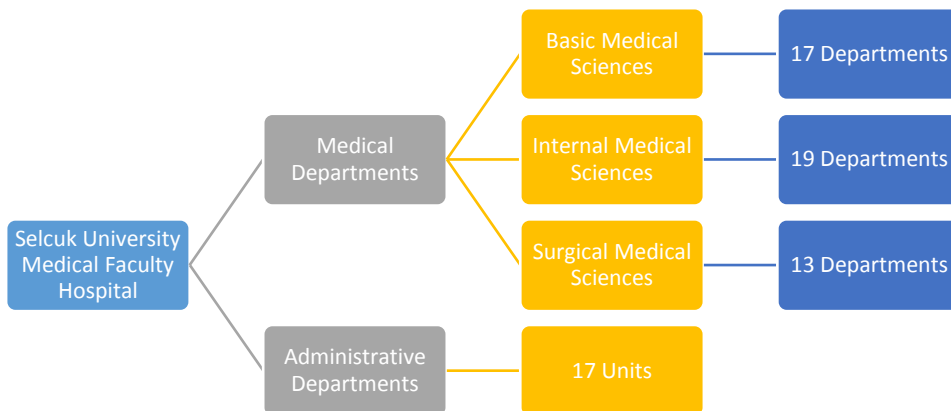 Selcuk University
Medical Faculty
Hospital
Medical
Departments
Basic Medical
Sciences
17 Departments
Internal Medical
Sciences
19 Departments
Surgical Medical
Sciences
13 Departments
Administrative
Departments
17 Units